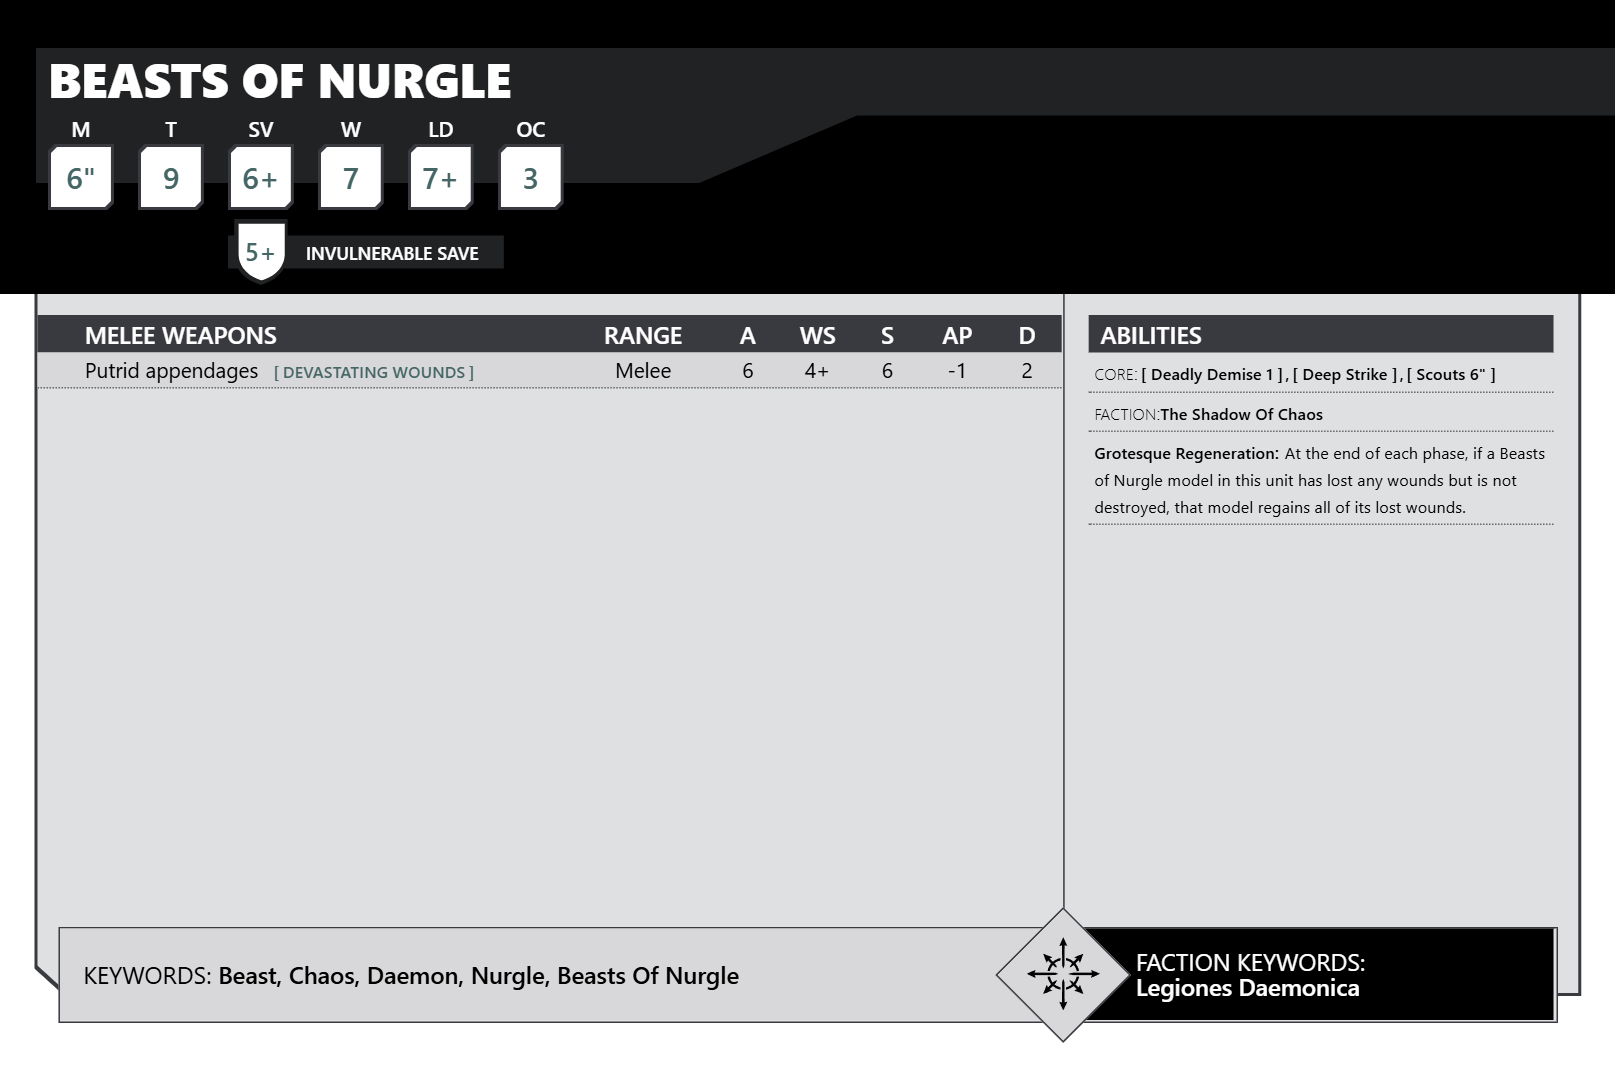 BEASTS OF NURGLE
M T SV W LD OC
6" 9 6+ 7 7+ 3
5+ INVULNERABLE SAVE
MELEE WEAPONS RANGE A WS S AP D
Putrid appendages [ DEVASTATING WOUNDS ] Melee 6 4+ 6 -1 2
ABILITIES
CORE: [ Deadly Demise 1 ] , [ Deep Strike ] , [ Scouts 6" ]
FACTION:The Shadow Of Chaos
Grotesque Regeneration: At the end of each phase, if a Beasts
of Nurgle model in this unit has lost any wounds but is not
destroyed, that model regains all of its lost wounds.
KEYWORDS: Beast, Chaos, Daemon, Nurgle, Beasts Of Nurgle
FACTION KEYWORDS:
Legiones Daemonica